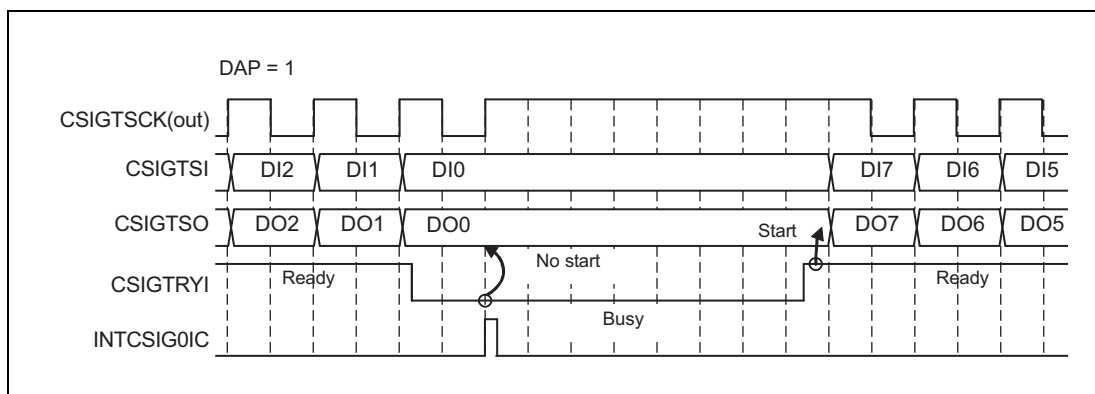 DAP = 1
CSIGTSCK(out)
CSIGTSI DI2 DI1 DI0 DI7 DI6 DI5
CSIGTSO DO2 DO1 DO0 Start DO7 DO6 DO5
No start
CSIGTRYI Ready Ready
Busy
INTCSIG0IC